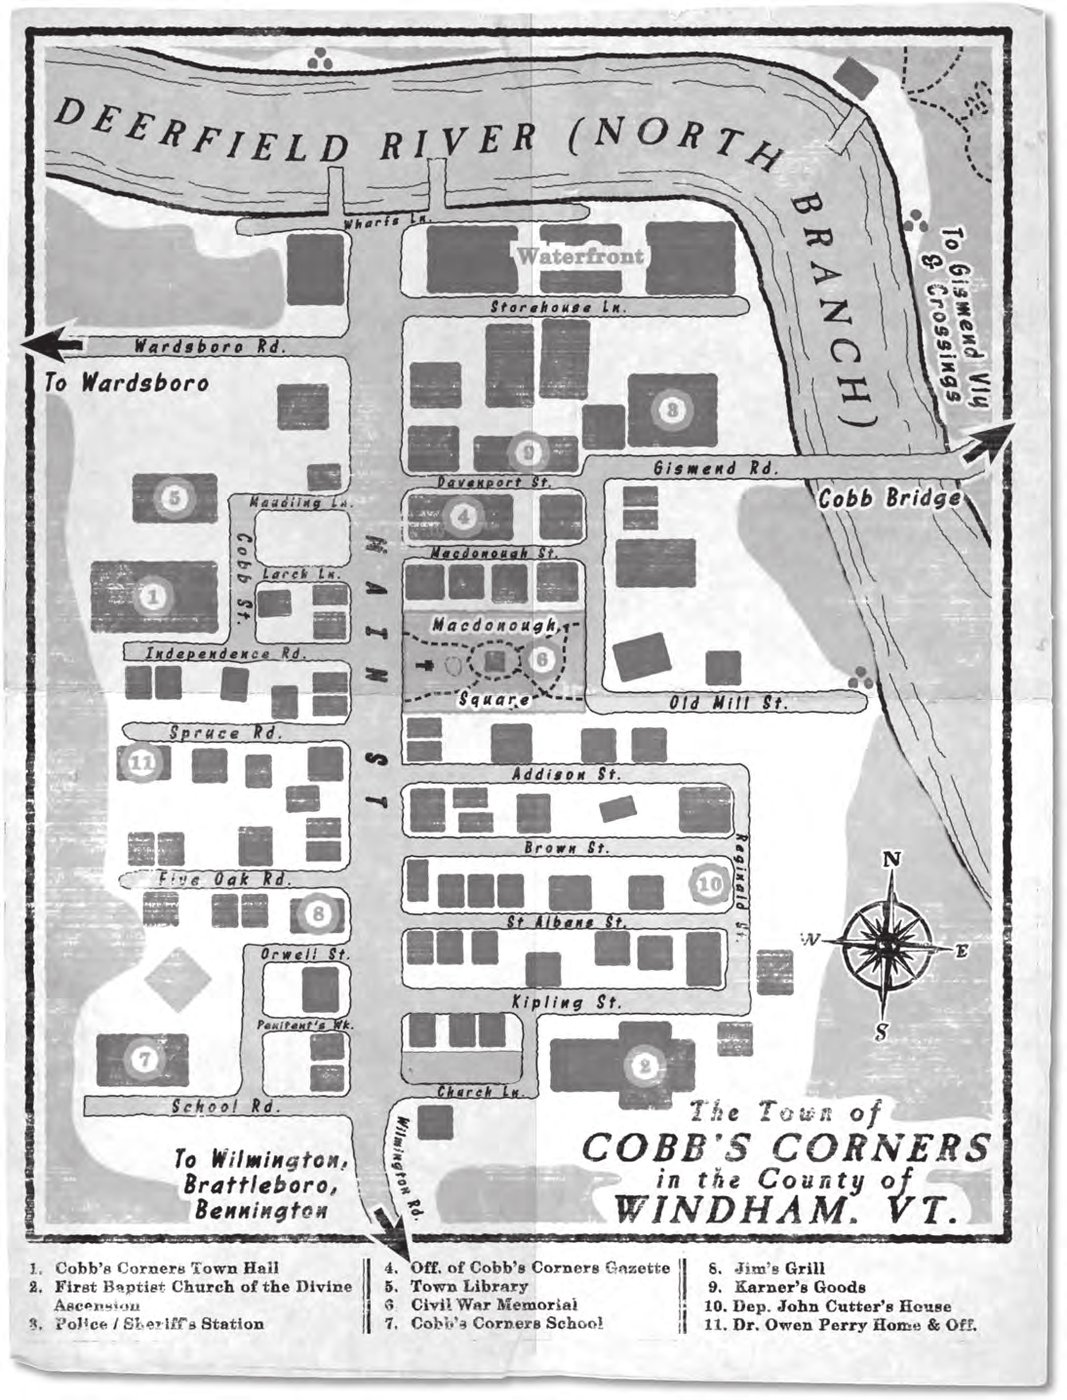 DEERFIELD RIVER (NORTH BRANCH)
Wharfs Ln.
Waterfront
To Gismend Vly
& Crossings
Storehouse Ln.
Wardsboro Rd.
To Wardsboro
3
9
Gismend Rd.
Davenport St.
Cobb Bridge
5
Maudling Ln.
4
MAIN ST
Macdonough St.
Cobb St.
Larch Ln.
1
Macdonough
Independence Rd.
6
Square
Old Mill St.
Spruce Rd.
11
Addison St.
Brown St.
Reginald St.
Five Oak Rd.
10
8
St Albans St.
N
W
E
S
Orwell St.
Kipling St.
Penitent's Wk.
7
2
Church Ln.
School Rd.
Wilmington Rd.
To Wilmington,
Brattleboro,
Bennington
The Town of
COBB'S CORNERS
in the County of
WINDHAM. VT.
1. Cobb's Corners Town Hall
2. First Baptist Church of the Divine
Ascension
3. Police / Sheriff's Station
4. Off. of Cobb's Corners Gazette
5. Town Library
6 Civil War Memorial
7. Cobb's Corners School
8. Jim's Grill
9. Karner's Goods
10. Dep. John Cutter's House
11. Dr. Owen Perry Home & Off.